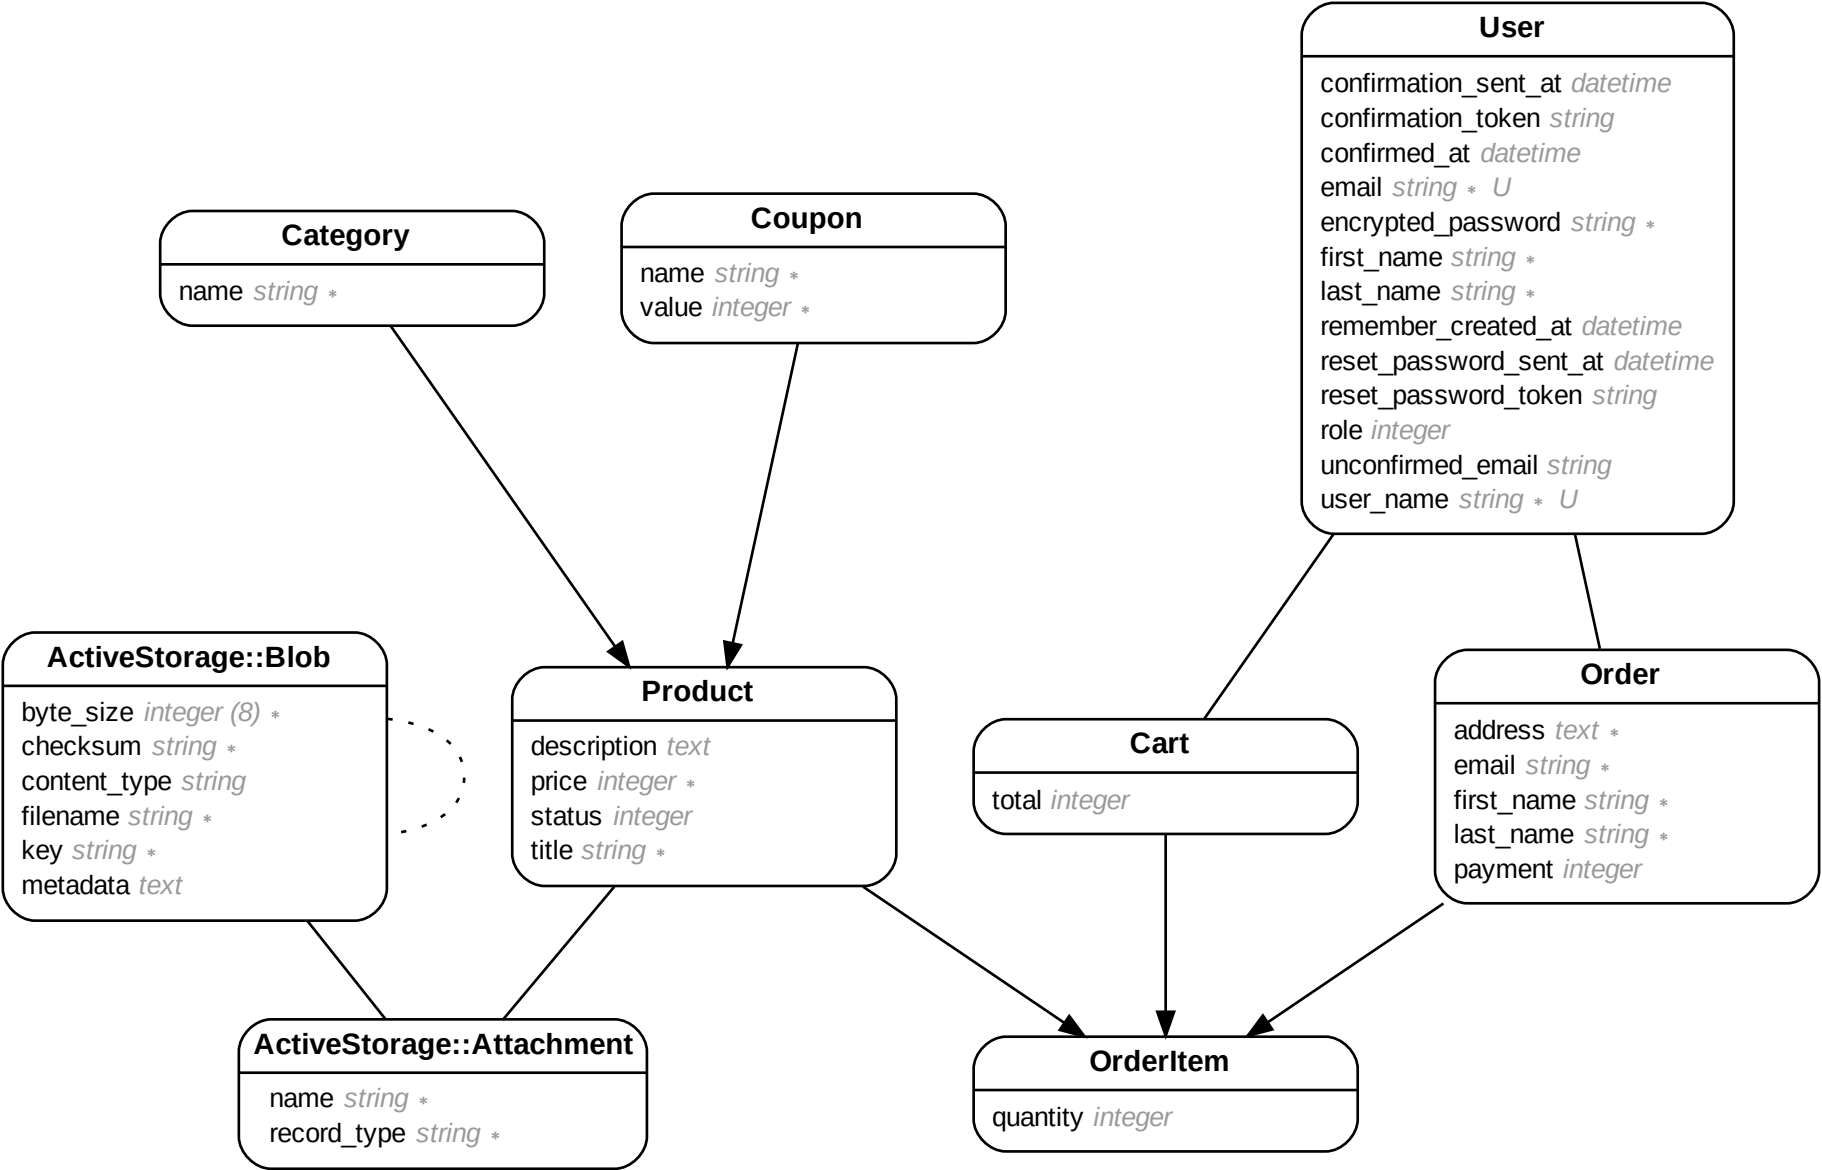 User
confirmation_sent_at datetime
confirmation_token string
confirmed_at datetime
email string * U
encrypted_password string *
first_name string *
last_name string *
remember_created_at datetime
reset_password_sent_at datetime
reset_password_token string
role integer
unconfirmed_email string
user_name string * U
Category
name string *
Coupon
name string *
value integer *
ActiveStorage::Blob
byte_size integer (8) *
checksum string *
content_type string
filename string *
key string *
metadata text
Product
description text
price integer *
status integer
title string *
Cart
total integer
Order
address text *
email string *
first_name string *
last_name string *
payment integer
ActiveStorage::Attachment
name string *
record_type string *
OrderItem
quantity integer